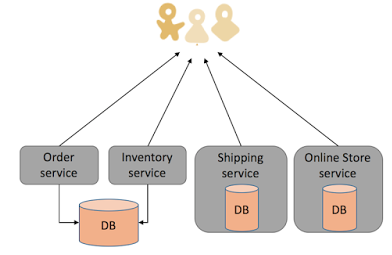 Order
service
Inventory
service
Shipping
service
Online Store
service
DB
DB
DB